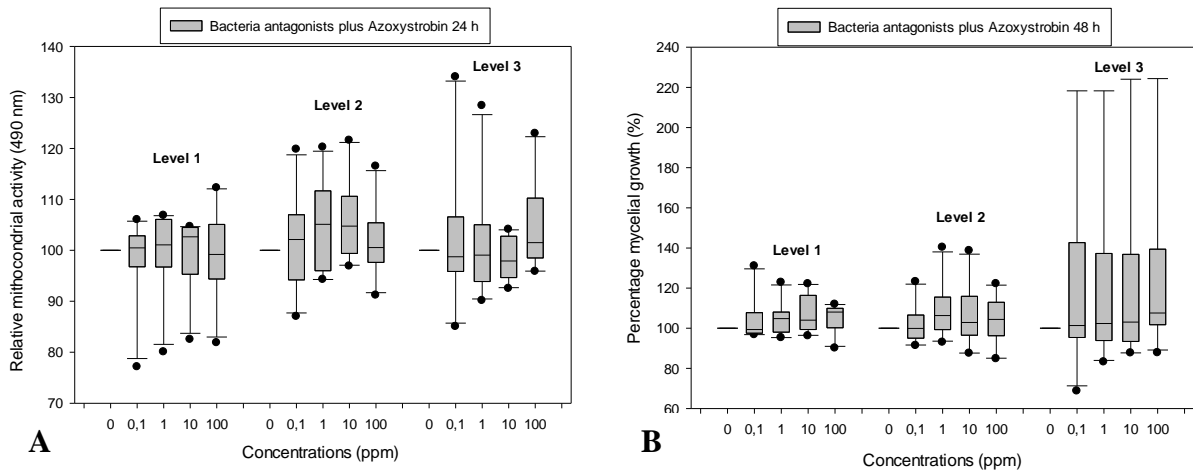 Bacteria antagonists plus Azoxystrobin 24 h
140
130
120
110
100
90
80
70
Relative mithocondrial activity (490 nm)
Level 1
Level 2
Level 3
0 0,1 1 10 100 0 0,1 1 10 100 0 0,1 1 10 100
Concentrations (ppm)
A
Bacteria antagonists plus Azoxystrobin 48 h
240
220
200
180
160
140
120
100
80
60
Percentage mycelial growth (%)
Level 1
Level 2
Level 3
0 0,1 1 10 100 0 0,1 1 10 100 0 0,1 1 10 100
Concentrations (ppm)
B